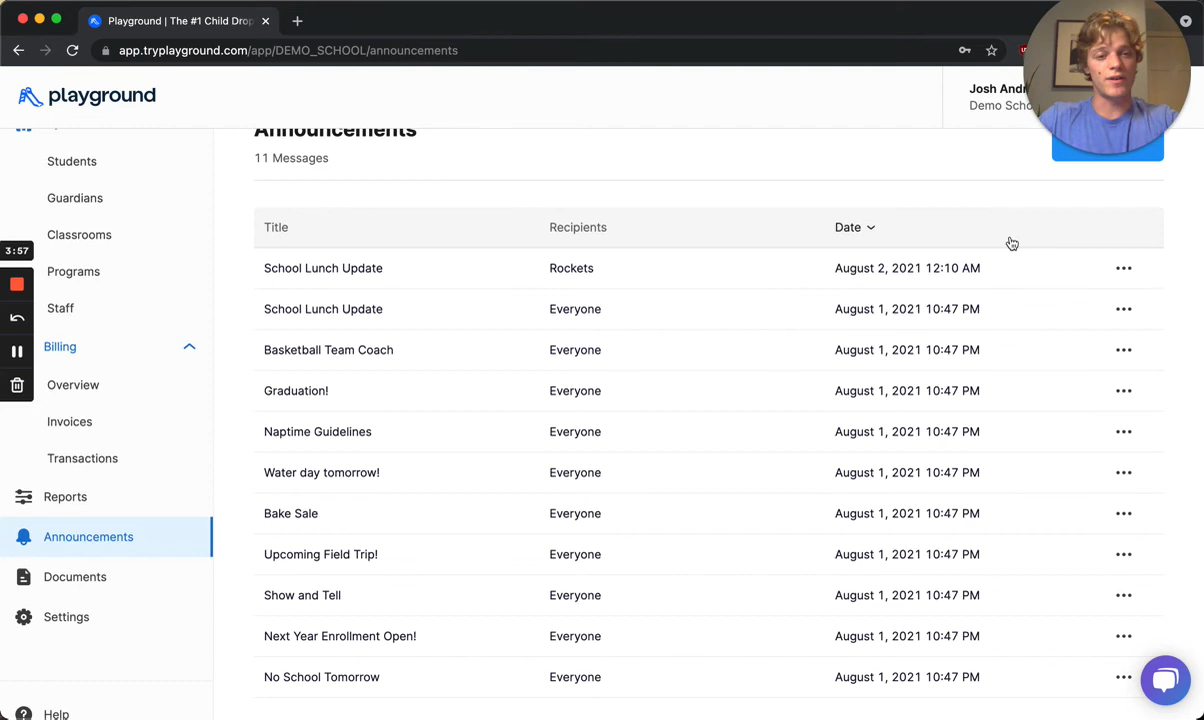 Playground | The #1 Child Drop
app.tryplayground.com/app/DEMO_SCHOOL/announcements
playground
Josh Andr
Demo Scho
Students
Guardians
Classrooms
Programs
Staff
Billing
Overview
Invoices
Transactions
Reports
Announcements
Documents
Settings
Help
3:57
Announcements
11 Messages
Title Recipients Date
School Lunch Update Rockets August 2, 2021 12:10 AM
School Lunch Update Everyone August 1, 2021 10:47 PM
Basketball Team Coach Everyone August 1, 2021 10:47 PM
Graduation! Everyone August 1, 2021 10:47 PM
Naptime Guidelines Everyone August 1, 2021 10:47 PM
Water day tomorrow! Everyone August 1, 2021 10:47 PM
Bake Sale Everyone August 1, 2021 10:47 PM
Upcoming Field Trip! Everyone August 1, 2021 10:47 PM
Show and Tell Everyone August 1, 2021 10:47 PM
Next Year Enrollment Open! Everyone August 1, 2021 10:47 PM
No School Tomorrow Everyone August 1, 2021 10:47 PM